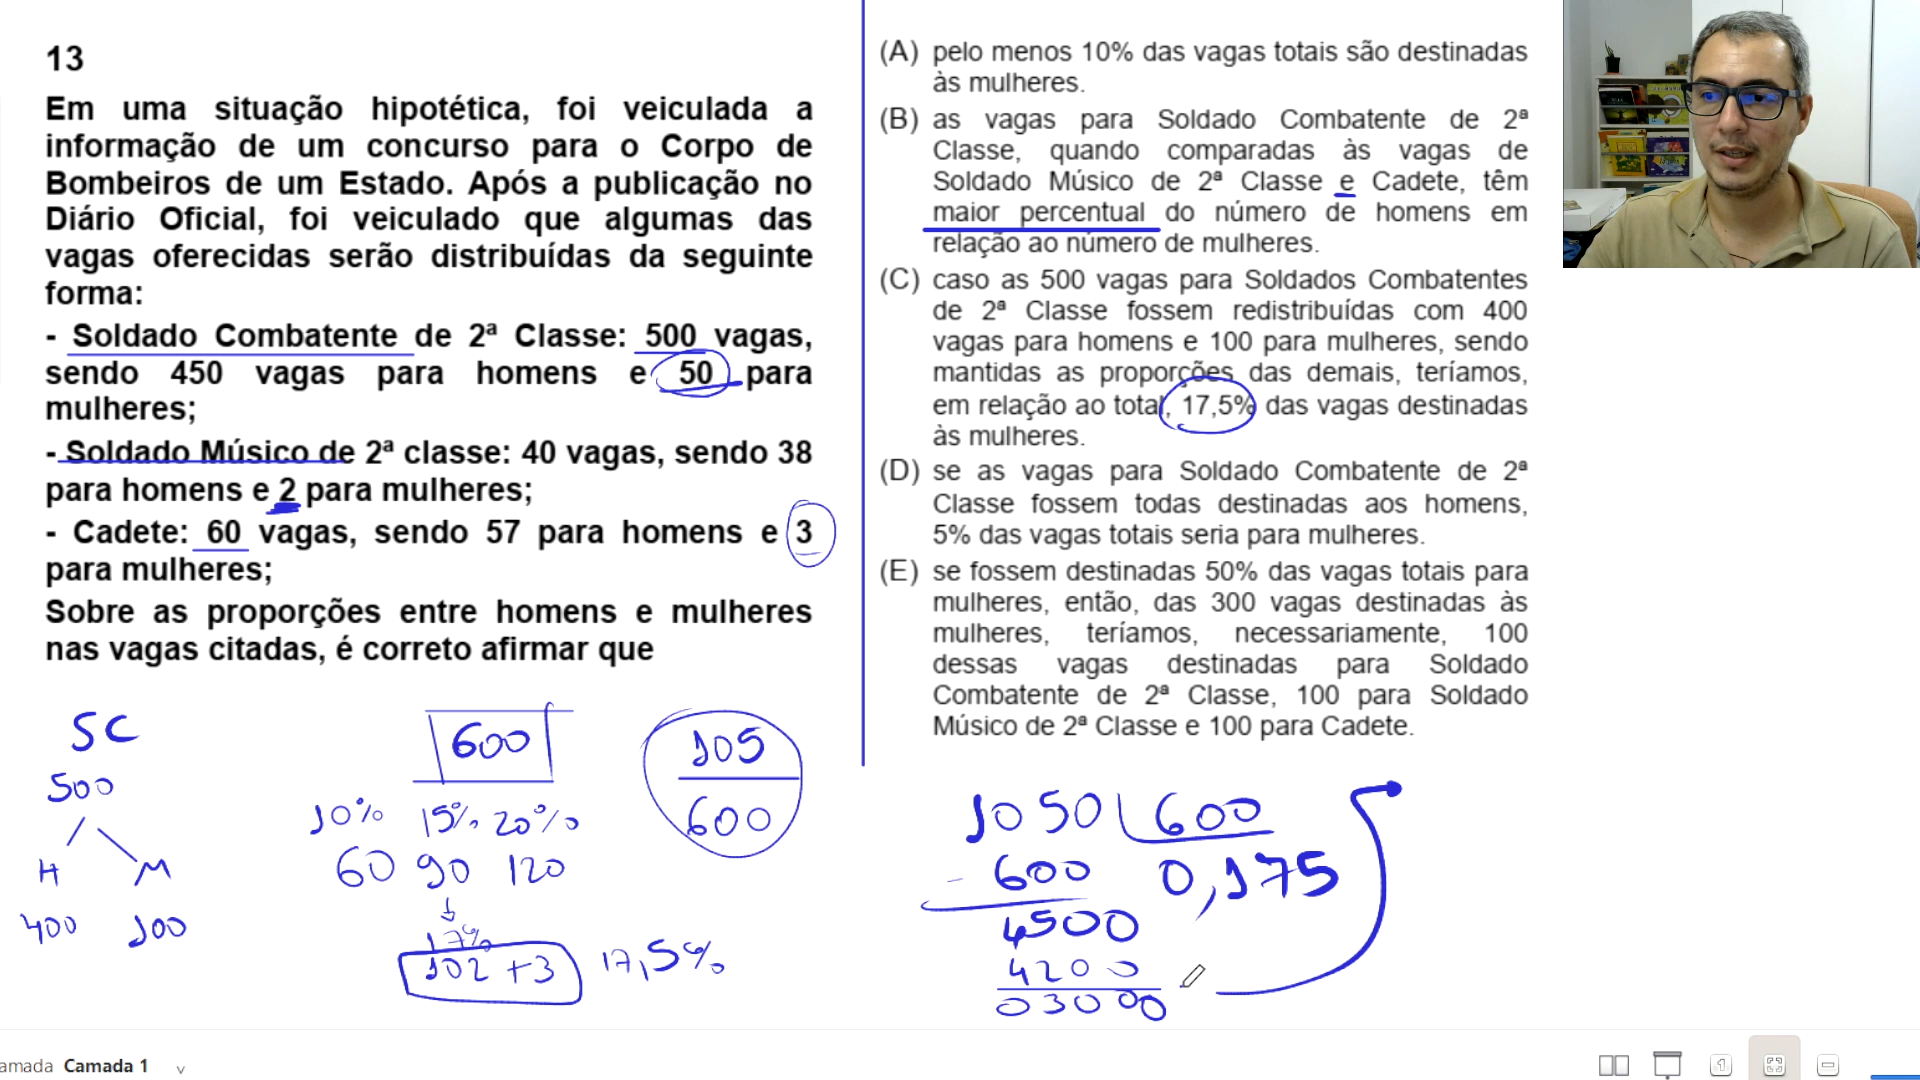 13
Em uma situação hipotética, foi veiculada a
informação de um concurso para o Corpo de
Bombeiros de um Estado. Após a publicação no
Diário Oficial, foi veiculado que algumas das
vagas oferecidas serão distribuídas da seguinte
forma:
- Soldado Combatente de 2ª Classe: 500 vagas,
sendo 450 vagas para homens e 50 para
mulheres;
- Soldado Músico de 2ª classe: 40 vagas, sendo 38
para homens e 2 para mulheres;
- Cadete: 60 vagas, sendo 57 para homens e 3
para mulheres;
Sobre as proporções entre homens e mulheres
nas vagas citadas, é correto afirmar que
(A) pelo menos 10% das vagas totais são destinadas
às mulheres.
(B) as vagas para Soldado Combatente de 2ª
Classe, quando comparadas às vagas de
Soldado Músico de 2ª Classe e Cadete, têm
maior percentual do número de homens em
relação ao número de mulheres.
(C) caso as 500 vagas para Soldados Combatentes
de 2ª Classe fossem redistribuídas com 400
vagas para homens e 100 para mulheres, sendo
mantidas as proporções das demais, teríamos,
em relação ao total, 17,5% das vagas destinadas
às mulheres.
(D) se as vagas para Soldado Combatente de 2ª
Classe fossem todas destinadas aos homens,
5% das vagas totais seria para mulheres.
(E) se fossem destinadas 50% das vagas totais para
mulheres, então, das 300 vagas destinadas às
mulheres, teríamos, necessariamente, 100
dessas vagas destinadas para Soldado
Combatente de 2ª Classe, 100 para Soldado
Músico de 2ª Classe e 100 para Cadete.
SC
500
H M
400 100
600
10% 15% 20%
60 90 120
17%
102 + 3 17,5%
105
600
1050 600
- 600 0,175
4500
4200
03000
amada Camada 1